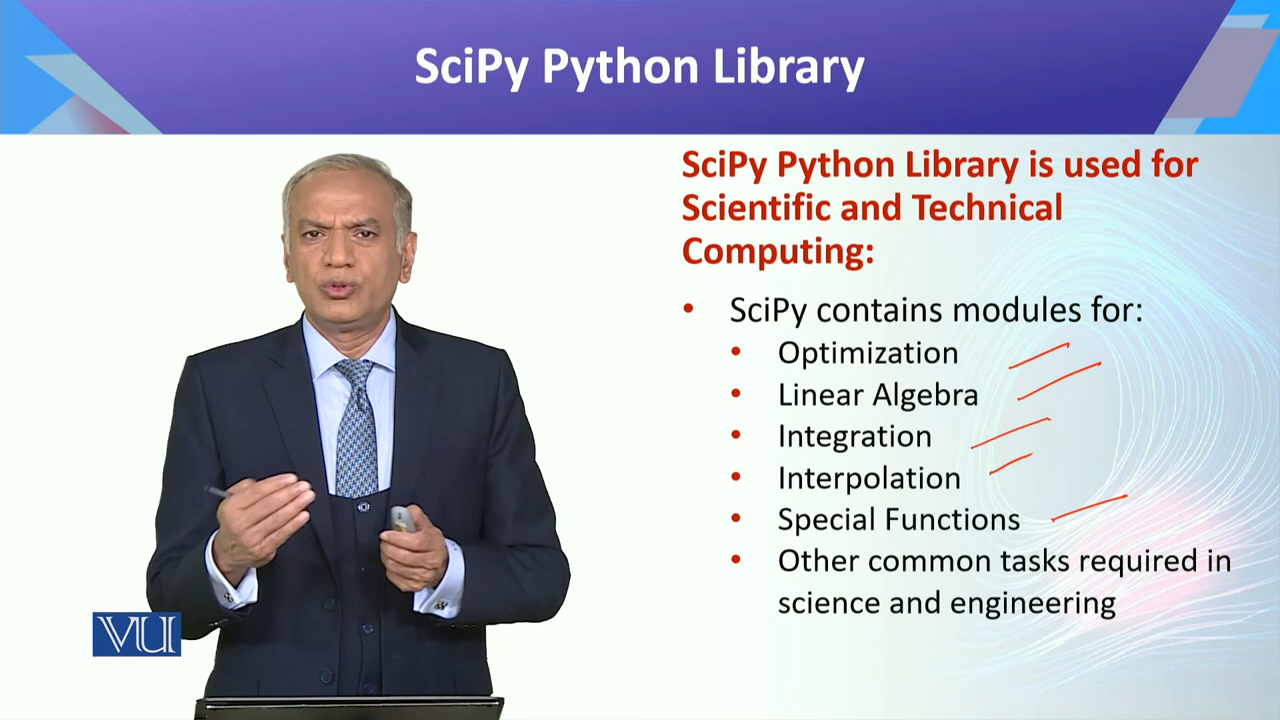 SciPy Python Library
SciPy Python Library is used for
Scientific and Technical
Computing:
• SciPy contains modules for:
• Optimization
• Linear Algebra
• Integration
• Interpolation
• Special Functions
• Other common tasks required in
science and engineering
VU